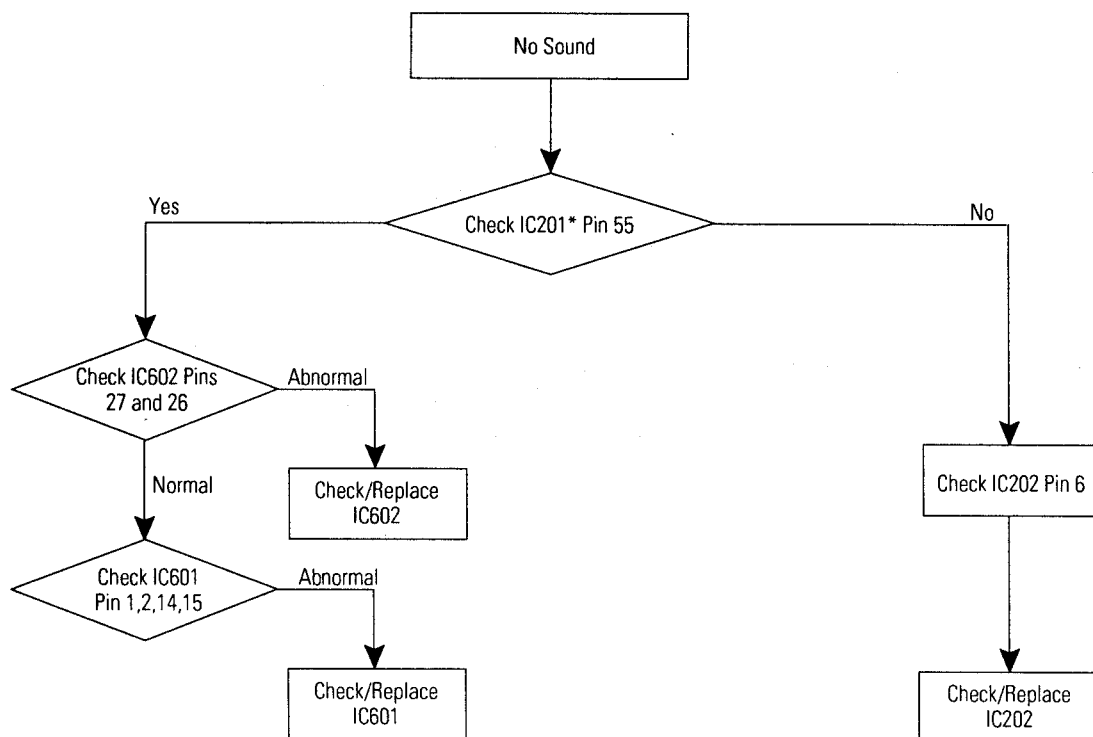 No Sound
Yes
Check IC201* Pin 55
No
Check IC602 Pins
27 and 26
Abnormal
Normal
Check/Replace
IC602
Check IC202 Pin 6
Check IC601
Pin 1,2,14,15
Abnormal
Check/Replace
IC601
Check/Replace
IC202